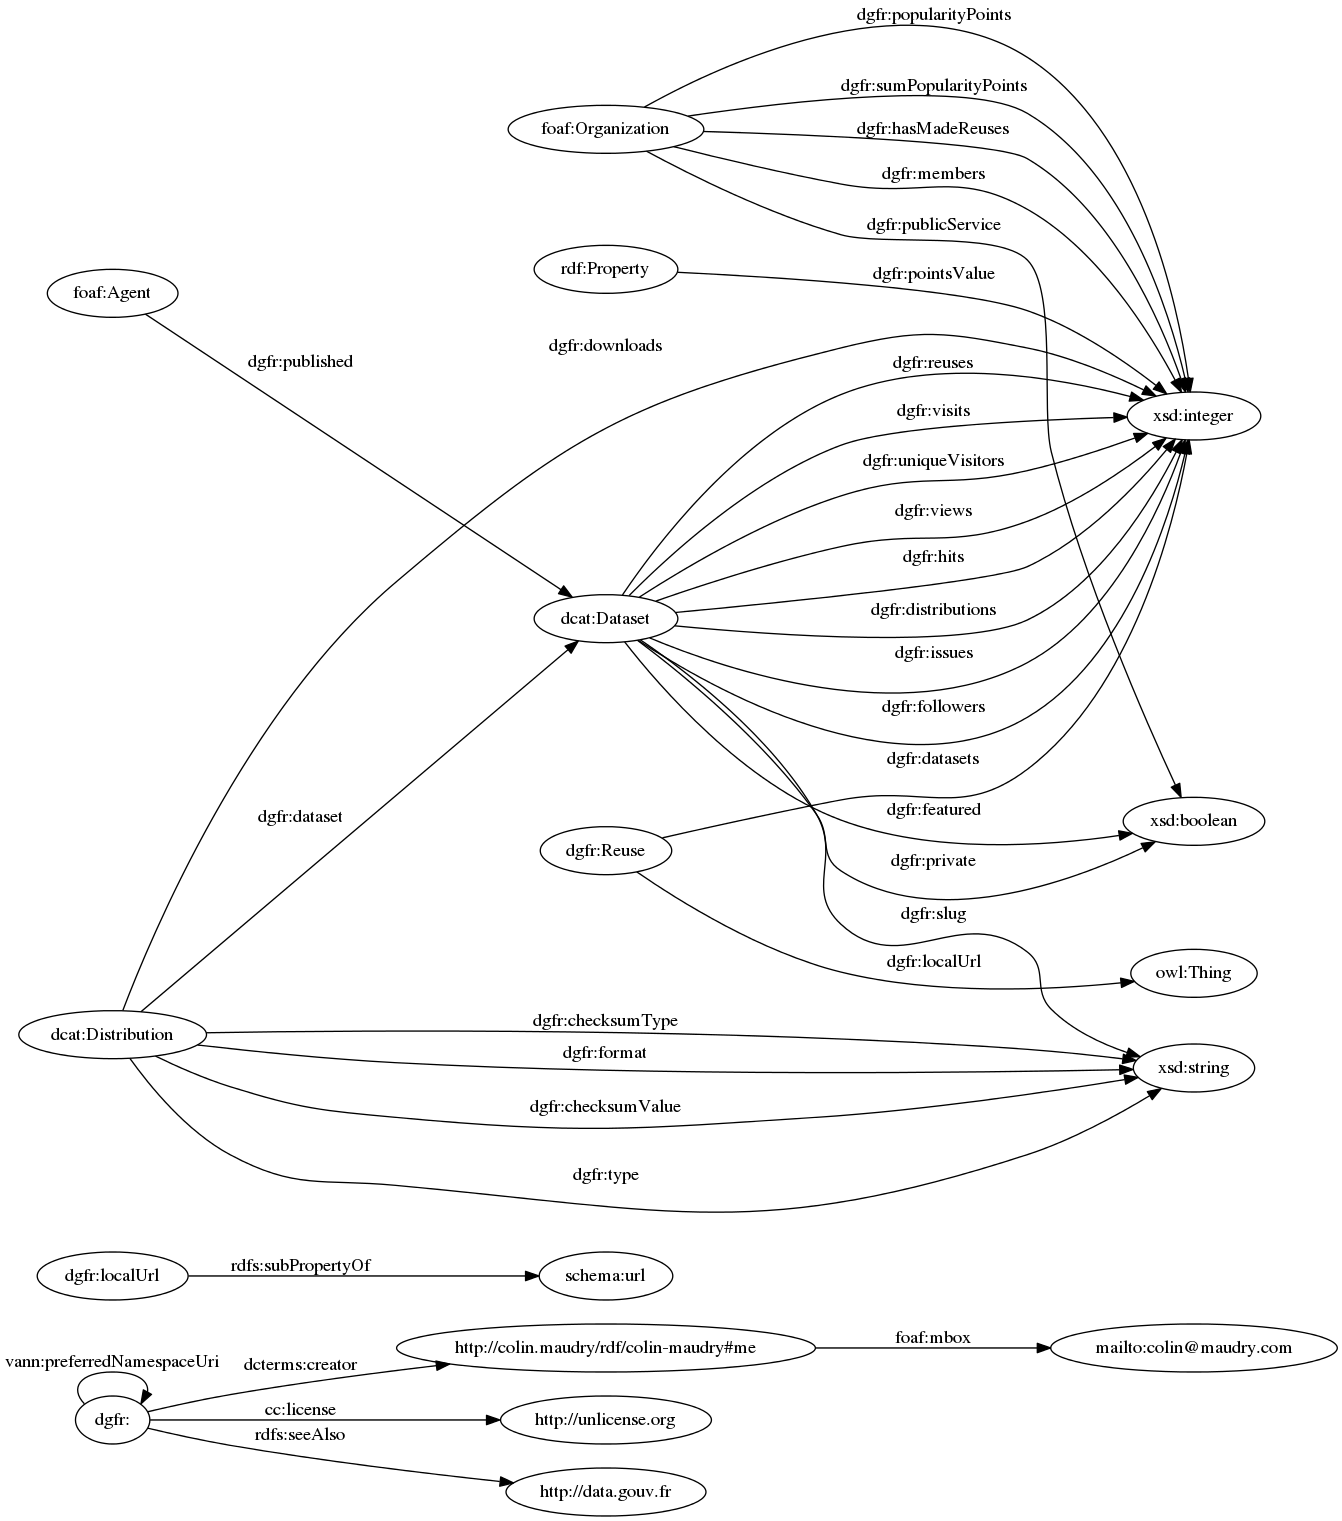 dgfr:popularityPoints
dgfr:sumPopularityPoints
foaf:Organization
dgfr:hasMadeReuses
dgfr:members
dgfr:publicService
rdf:Property
dgfr:pointsValue
foaf:Agent
dgfr:published
dgfr:downloads
dgfr:reuses
dgfr:visits
xsd:integer
dgfr:uniqueVisitors
dgfr:views
dgfr:hits
dcat:Dataset
dgfr:distributions
dgfr:issues
dgfr:followers
dgfr:datasets
dgfr:dataset
dgfr:featured
xsd:boolean
dgfr:Reuse
dgfr:private
dgfr:slug
dgfr:localUrl
owl:Thing
dcat:Distribution
dgfr:checksumType
dgfr:format
xsd:string
dgfr:checksumValue
dgfr:type
dgfr:localUrl
rdfs:subPropertyOf
schema:url
vann:preferredNamespaceUri
dcterms:creator
http://colin.maudry/rdf/colin-maudry#me
foaf:mbox
mailto:colin@maudry.com
dgfr:
cc:license
http://unlicense.org
rdfs:seeAlso
http://data.gouv.fr